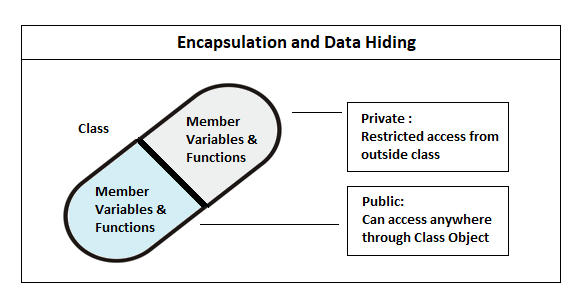 Encapsulation and Data Hiding
Class
Member
Variables &
Functions
Private :
Restricted access from
outside class
Member
Variables &
Functions
Public:
Can access anywhere
through Class Object